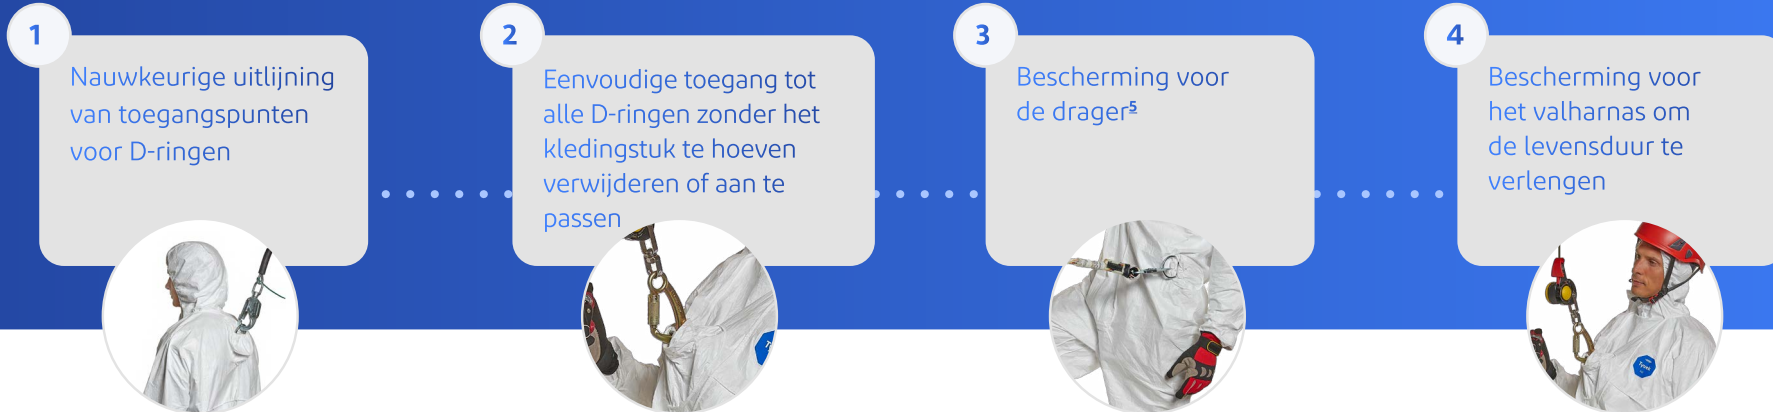 1
Nauwkeurige uitlijning
van toegangspunten
voor D-ringen
2
Eenvoudige toegang tot
alle D-ringen zonder het
kledingstuk te hoeven
verwijderen of aan te
passen
3
Bescherming voor
de drager⁵
4
Bescherming voor
het valharnas om
de levensduur te
verlengen
Tyvek